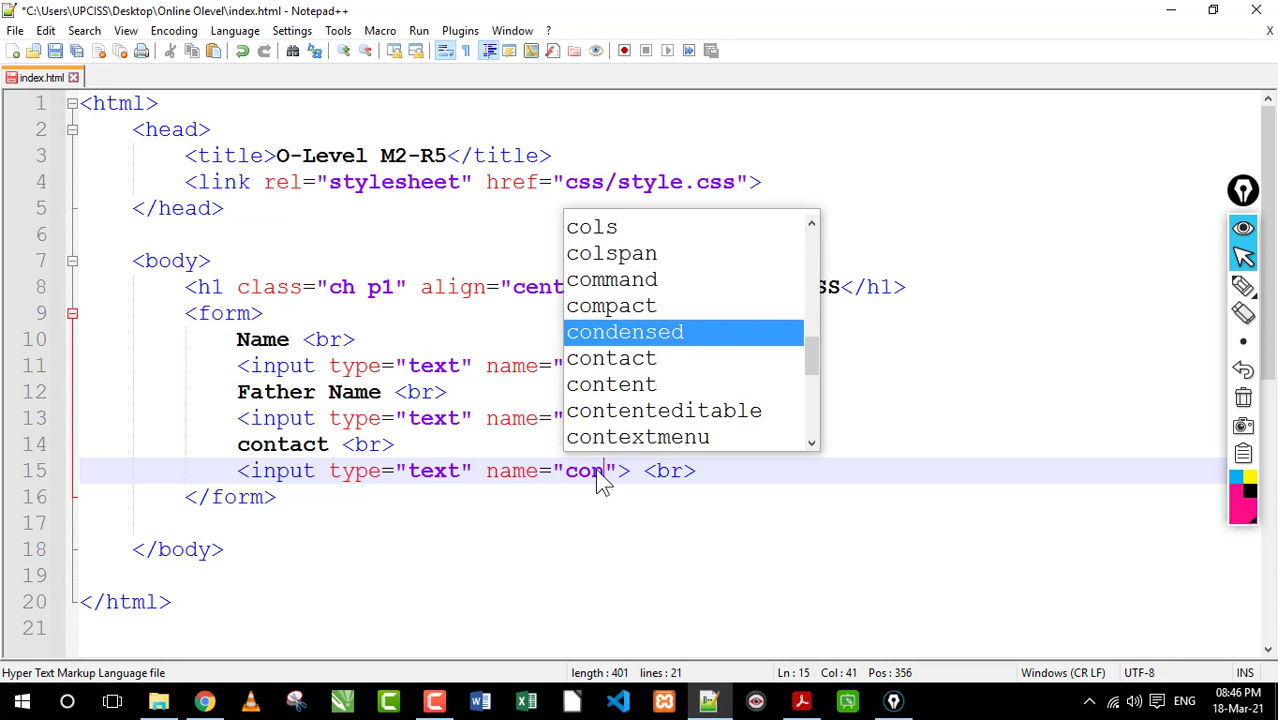 *C:\Users\UPCISS\Desktop\Online Olevel\index.html - Notepad++
File Edit Search View Encoding Language Settings Tools Macro Run Plugins Window ?
X
index.html
1 <html>
2 <head>
3 <title>O-Level M2-R5</title>
4 <link rel="stylesheet" href="css/style.css">
5 </head>
6
7 <body>
8 <h1 class="ch p1" align="cent SS</h1>
9 <form>
10 Name <br>
11 <input type="text" name="
12 Father Name <br>
13 <input type="text" name="
14 contact <br>
15 <input type="text" name="con"> <br>
16 </form>
17
18 </body>
19
20 </html>
21
cols
colspan
command
compact
condensed
contact
content
contenteditable
contextmenu
Hyper Text Markup Language file length : 401 lines : 21 Ln : 15 Col : 41 Pos : 356 Windows (CR LF) UTF-8 INS
ENG 08:46 PM
18-Mar-21